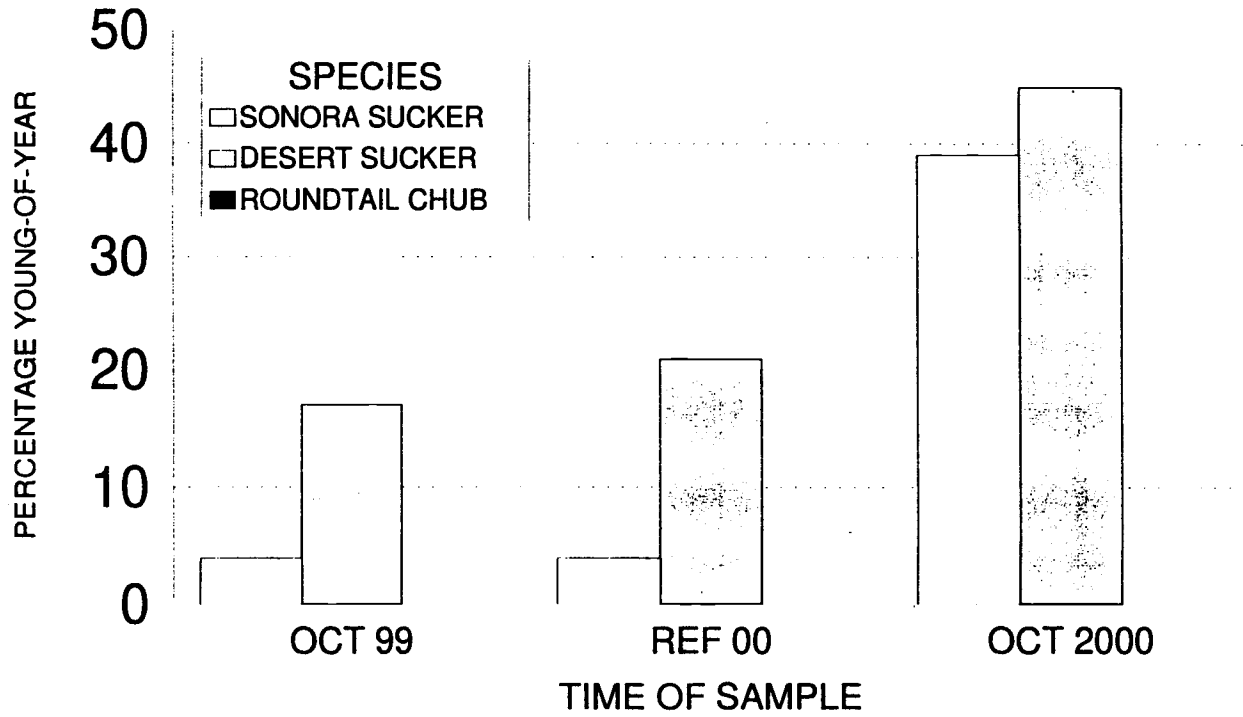 50
40
30
20
10
0
PERCENTAGE YOUNG-OF-YEAR
SPECIES
SONORA SUCKER
DESERT SUCKER
ROUNDTAIL CHUB
OCT 99
REF 00
OCT 2000
TIME OF SAMPLE